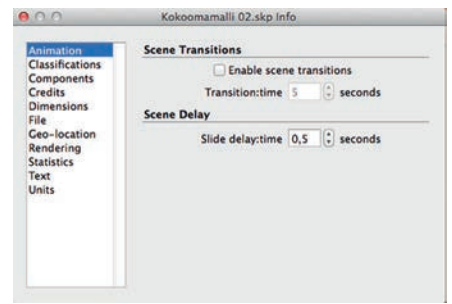 Kokoomamalli 02.skp Info
Animation
Classifications
Components
Credits
Dimensions
File
Geo-location
Rendering
Statistics
Text
Units
Scene Transitions
Enable scene transitions
Transition:time 5 seconds
Scene Delay
Slide delay:time 0,5 seconds